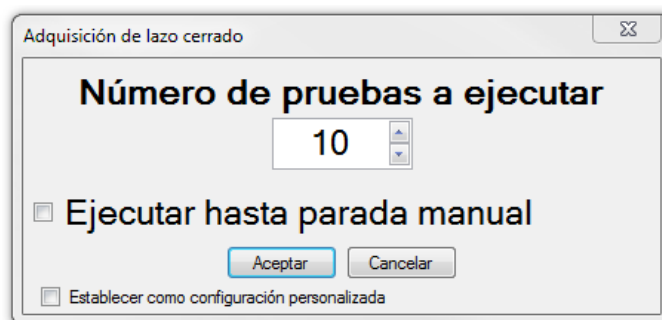 Adquisición de lazo cerrado
Número de pruebas a ejecutar
10
Ejecutar hasta parada manual
Aceptar Cancelar
Establecer como configuración personalizada